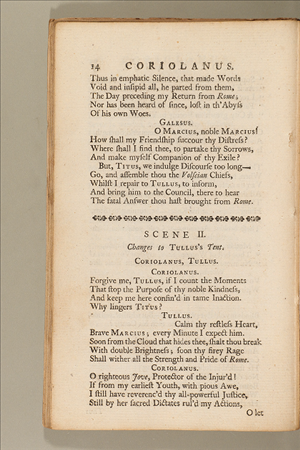 14 CORIOLANUS.
Thus in emphatic Silence, that made Words
Void and insipid all, he parted from them,
The Day preceding my Return from Rome;
Nor has been heard of ſince, loſt in th'Abyſs
Of his own Woes.
GALESUS.
O MARCIUS, noble MARCIUS!
How ſhall my Friendſhip ſuccour thy Diſtreſs?
Where ſhall I find thee, to partake thy Sorrows,
And make myſelf Companion of thy Exile?
But, TITUS, we indulge Diſcourſe too long—
Go, and aſſemble thou the Volſcian Chiefs,
Whilſt I repair to TULLUS, to inform,
And bring him to the Council, there to hear
The fatal Anſwer thou haſt brought from Rome.
SCENE II.
Changes to TULLUS's Tent.
CORIOLANUS, TULLUS.
CORIOLANUS.
Forgive me, TULLUS, if I count the Moments
That ſtop the Purpoſe of thy noble Kindneſs,
And keep me here confin'd in tame Inaction.
Why lingers TITUS?
TULLUS.
Calm thy reſtleſs Heart,
Brave MARCIUS; every Minute I expect him.
Soon from the Cloud that hides thee, ſhalt thou break
With double Brightneſs; ſoon thy firey Rage
Shall wither all the Strength and Pride of Rome.
CORIOLANUS.
O righteous Jove, Protector of the Injur'd!
If from my earlieſt Youth, with pious Awe,
I ſtill have reverenc'd thy all-powerful Juſtice,
Still by her ſacred Dictates rul'd my Actions,
O let